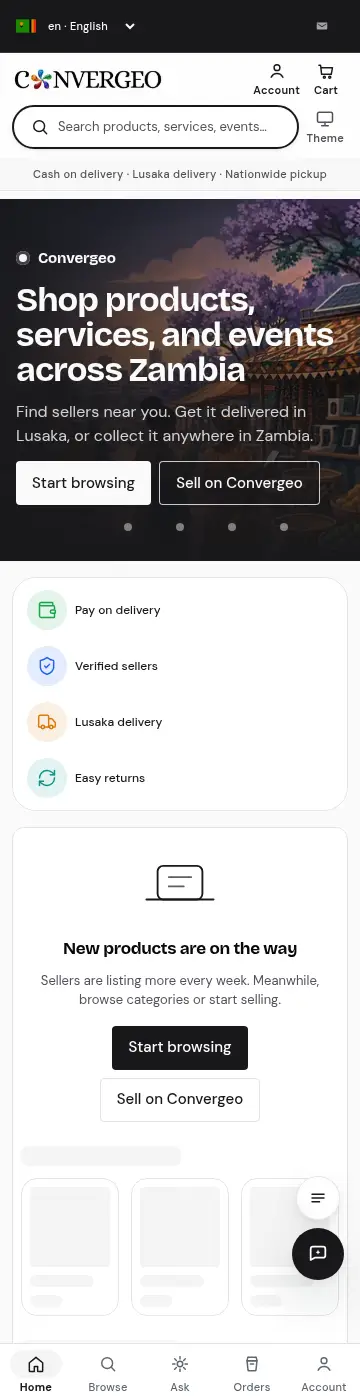 en · English
CONVERGEO
Account
Cart
Search products, services, events…
Theme
Cash on delivery · Lusaka delivery · Nationwide pickup
Convergeo
Shop products,
services, and events
across Zambia
Find sellers near you. Get it delivered in
Lusaka, or collect it anywhere in Zambia.
Start browsing
Sell on Convergeo
Pay on delivery
Verified sellers
Lusaka delivery
Easy returns
New products are on the way
Sellers are listing more every week. Meanwhile,
browse categories or start selling.
Start browsing
Sell on Convergeo
Home
Browse
Ask
Orders
Account